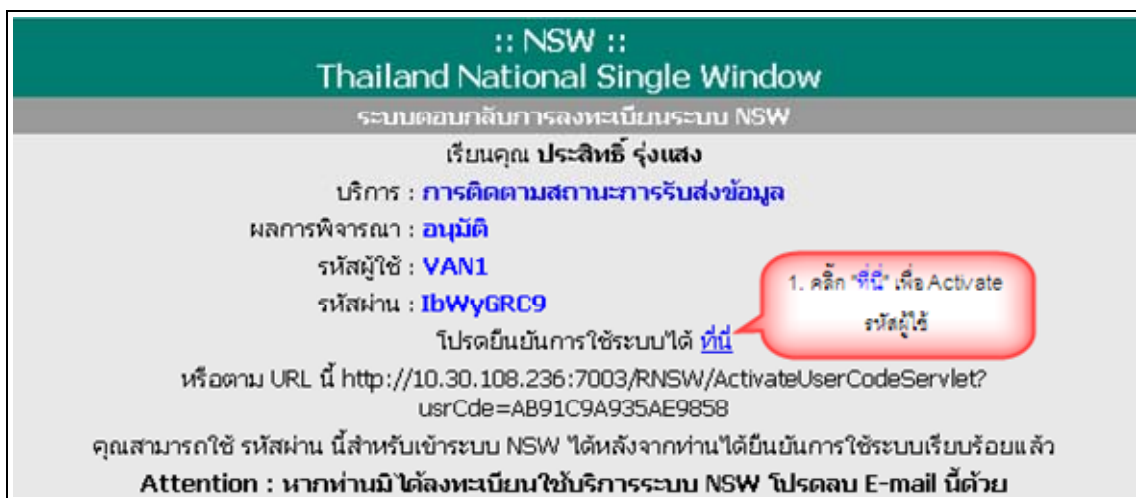 :: NSW ::
Thailand National Single Window
ระบบตอบกลับการลงทะเบียนระบบ NSW
เรียนคุณ ประสิทธิ์ รุ่งแสง
บริการ : การติดตามสถานะการรับส่งข้อมูล
ผลการพิจารณา : อนุมัติ
รหัสผู้ใช้ : VAN1
รหัสผ่าน : IbWyGRC9
1. คลิ๊ก "ที่นี่" เพื่อ Activate
รหัสผู้ใช้
โปรดยืนยันการใช้ระบบได้ ที่นี่
หรือตาม URL นี้ http://10.30.108.236:7003/RNSW/ActivateUserCodeServlet?
usrCde=AB91C9A935AE9858
คุณสามารถใช้ รหัสผ่าน นี้สำหรับเข้าระบบ NSW ได้หลังจากท่านได้ยืนยันการใช้ระบบเรียบร้อยแล้ว
Attention : หากท่านมิได้ลงทะเบียนใช้บริการระบบ NSW โปรดลบ E-mail นี้ด้วย